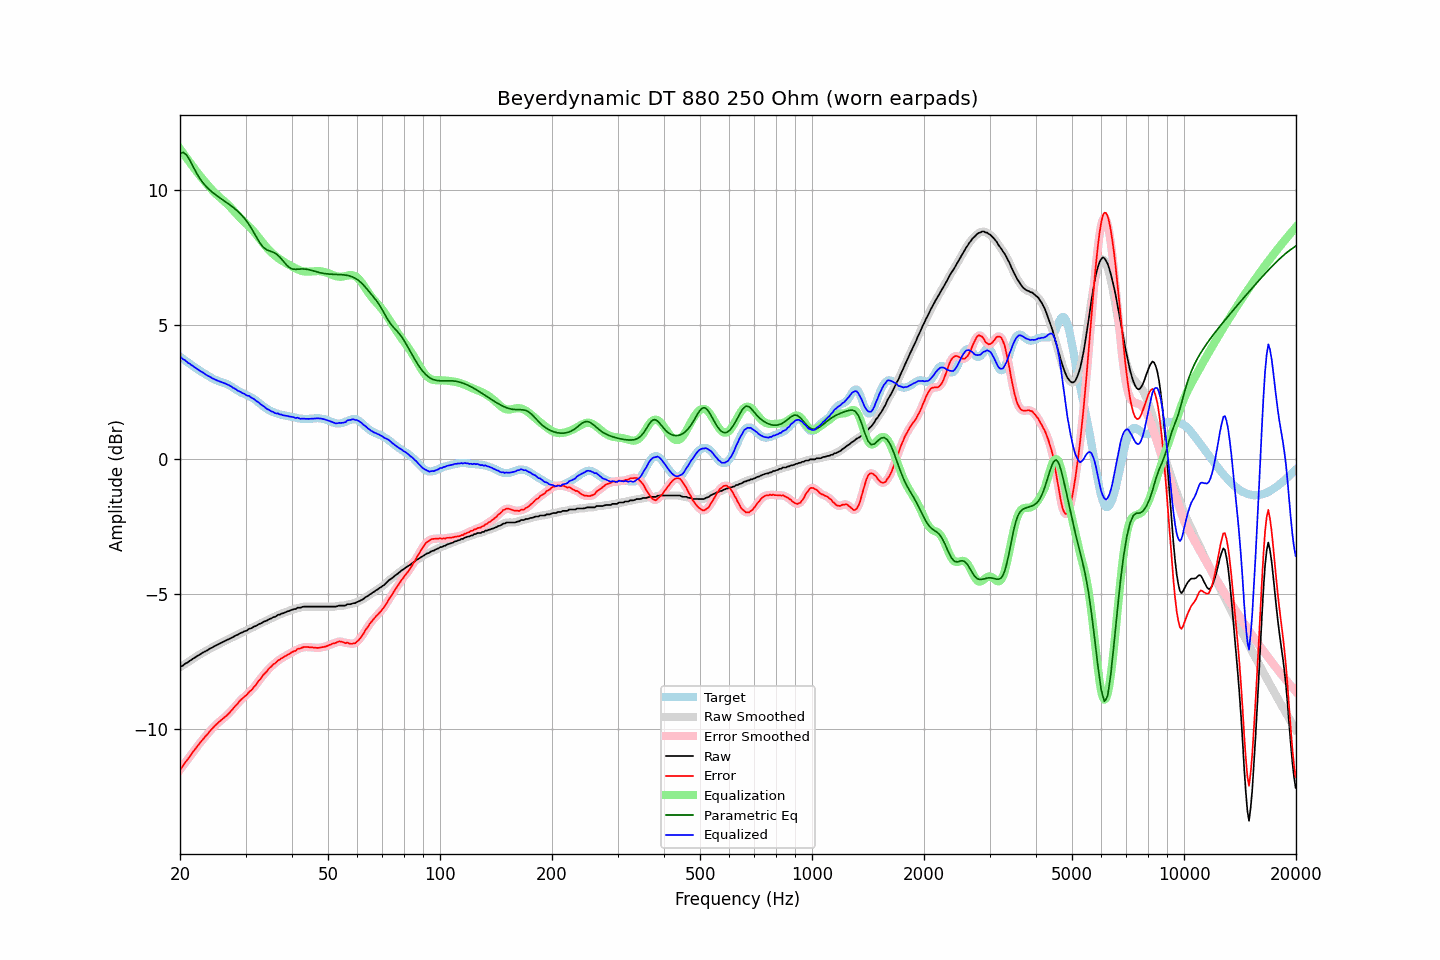 Beyerdynamic DT 880 250 Ohm (worn earpads)
Amplitude (dBr)
10
5
0
−5
−10
Target
Raw Smoothed
Error Smoothed
Raw
Error
Equalization
Parametric Eq
Equalized
20 50 100 200 500 1000 2000 5000 10000 20000
Frequency (Hz)